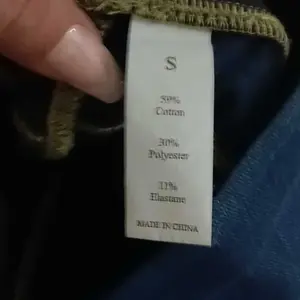 S
59%
Cotton
30%
Polyester
11%
Elastane
MADE IN CHINA